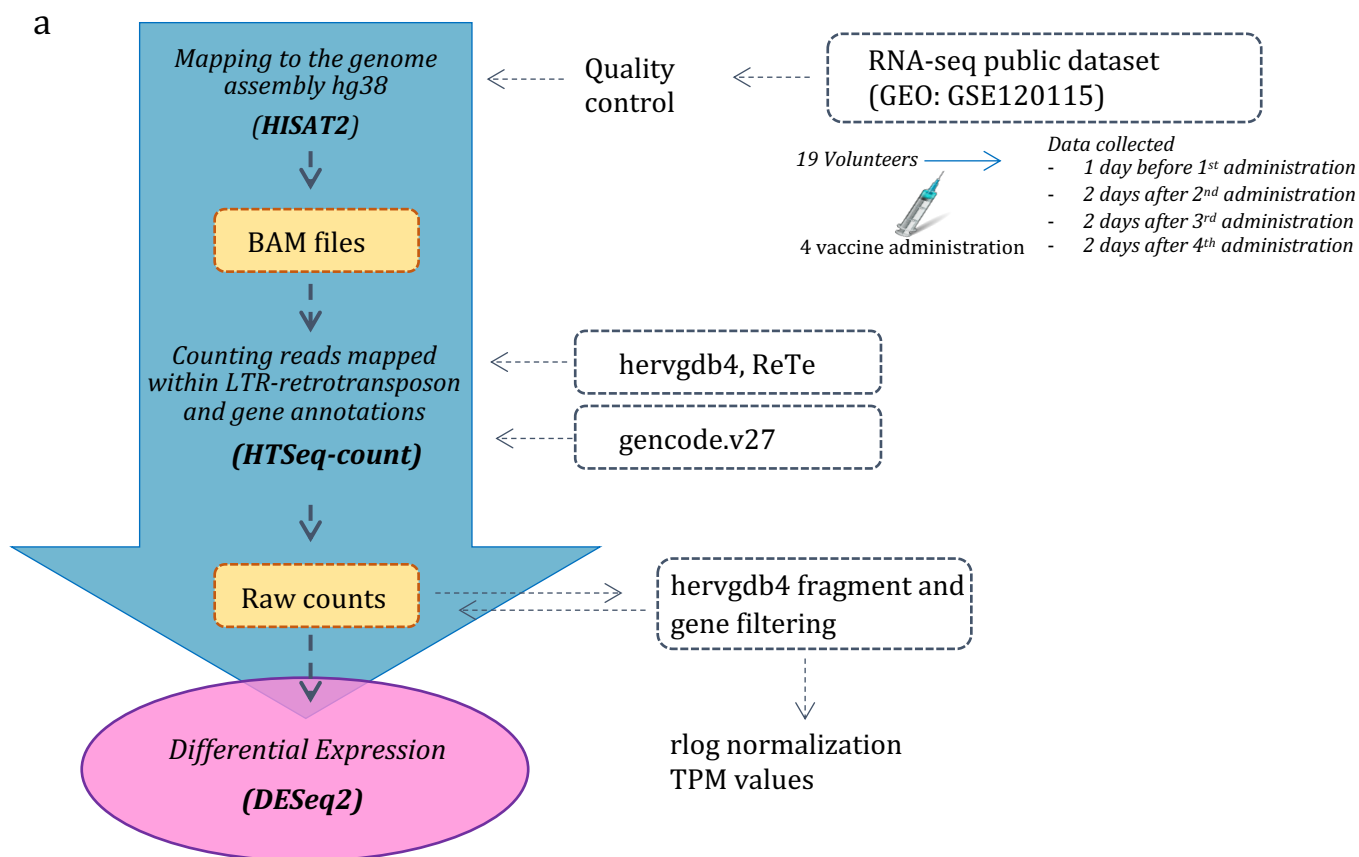 a
Mapping to the genome
assembly hg38
(HISAT2)
Quality
control
RNA-seq public dataset
(GEO: GSE120115)
19 Volunteers
4 vaccine administration
Data collected
- 1 day before 1st administration
- 2 days after 2nd administration
- 2 days after 3rd administration
- 2 days after 4th administration
BAM files
Counting reads mapped
within LTR-retrotransposon
and gene annotations
(HTSeq-count)
hervgdb4, ReTe
gencode.v27
Raw counts
hervgdb4 fragment and
gene filtering
rlog normalization
TPM values
Differential Expression
(DESeq2)